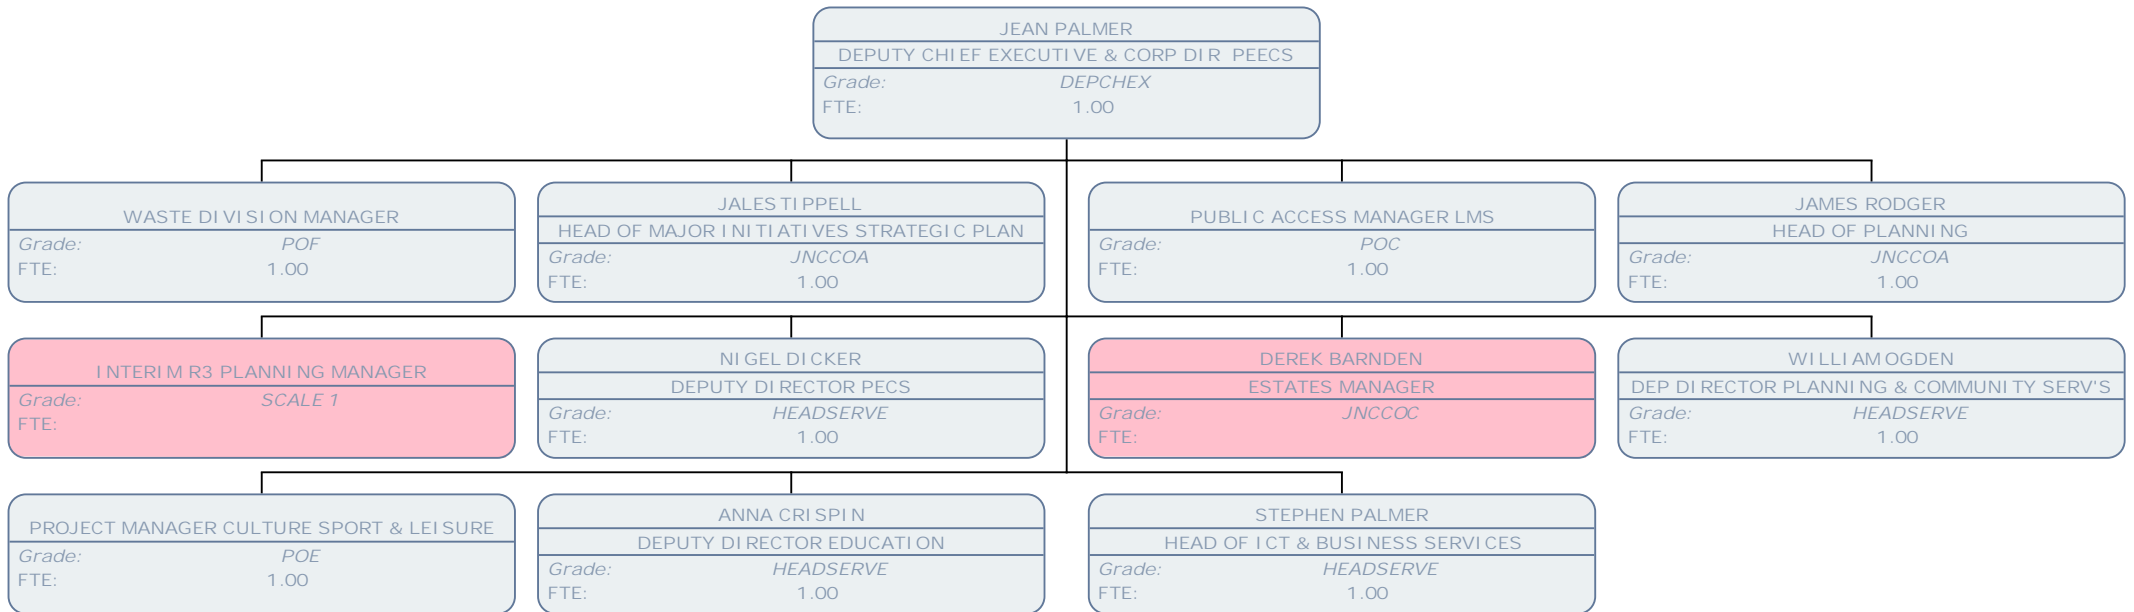 JEAN PALMER
DEPUTY CHIEF EXECUTIVE & CORP DIR PEECS
Grade: DEPCHEX
FTE: 1.00
WASTE DIVISION MANAGER
Grade: POF
FTE: 1.00
JALES TIPPELL
HEAD OF MAJOR INITIATIVES STRATEGIC PLAN
Grade: JNCCOA
FTE: 1.00
PUBLIC ACCESS MANAGER LMS
Grade: POC
FTE: 1.00
JAMES RODGER
HEAD OF PLANNING
Grade: JNCCOA
FTE: 1.00
INTERIM R3 PLANNING MANAGER
Grade: SCALE 1
FTE:
NIGEL DICKER
DEPUTY DIRECTOR PECS
Grade: HEADSERVE
FTE: 1.00
DEREK BARNDEN
ESTATES MANAGER
Grade: JNCCOC
FTE:
WILLIAM OGDEN
DEP DIRECTOR PLANNING & COMMUNITY SERV'S
Grade: HEADSERVE
FTE: 1.00
PROJECT MANAGER CULTURE SPORT & LEISURE
Grade: POE
FTE: 1.00
ANNA CRISPIN
DEPUTY DIRECTOR EDUCATION
Grade: HEADSERVE
FTE: 1.00
STEPHEN PALMER
HEAD OF ICT & BUSINESS SERVICES
Grade: HEADSERVE
FTE: 1.00